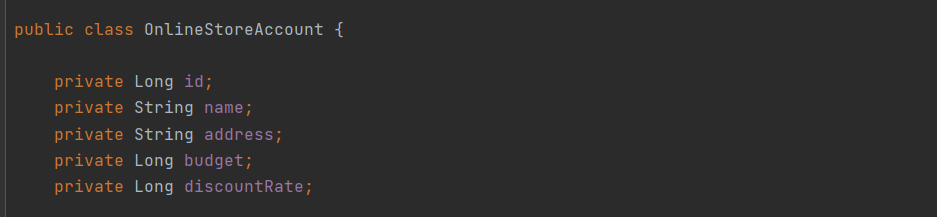 public class OnlineStoreAccount {
private Long id;
private String name;
private String address;
private Long budget;
private Long discountRate;